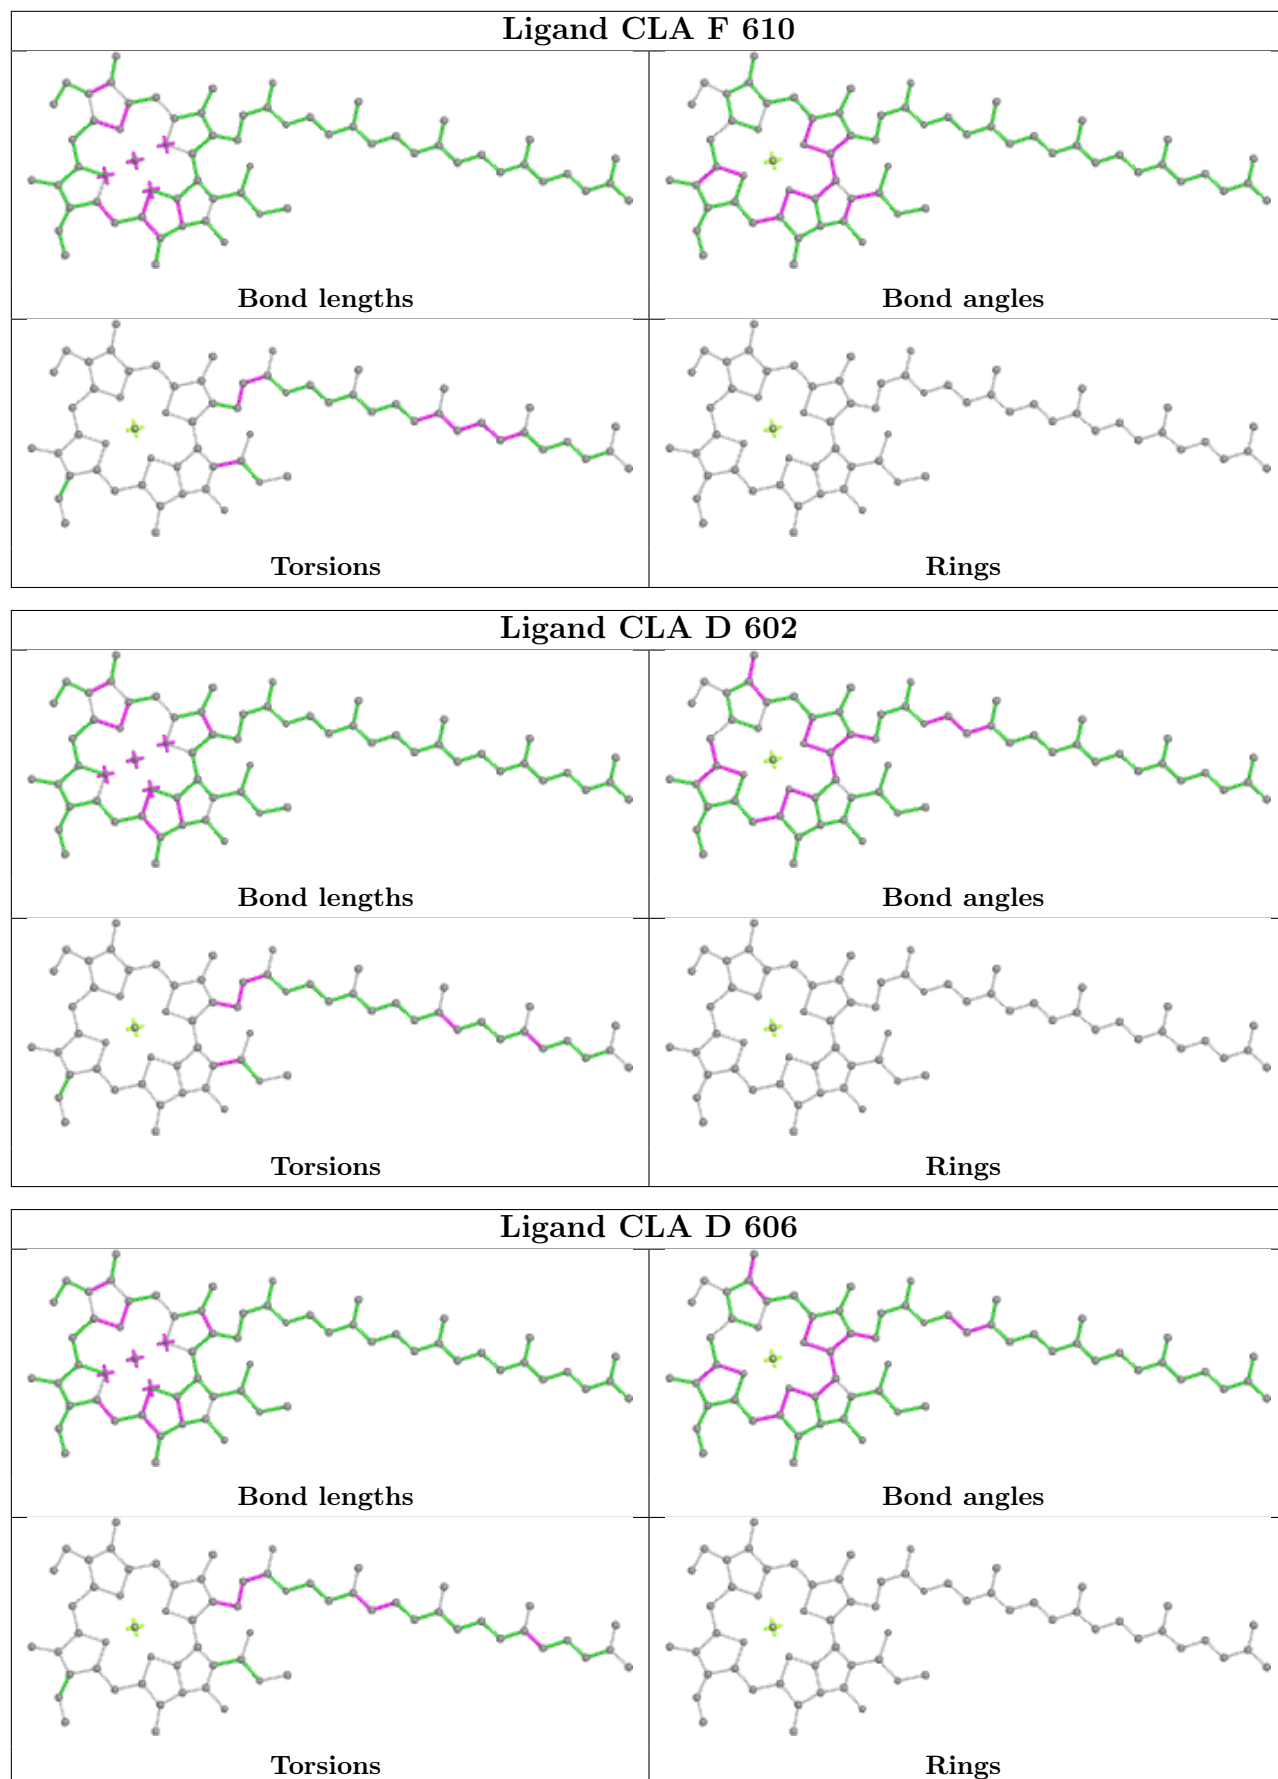 Ligand CLA F 610
Bond lengths
Bond angles
Torsions
Rings
Ligand CLA D 602
Bond lengths
Bond angles
Torsions
Rings
Ligand CLA D 606
Bond lengths
Bond angles
Torsions
Rings